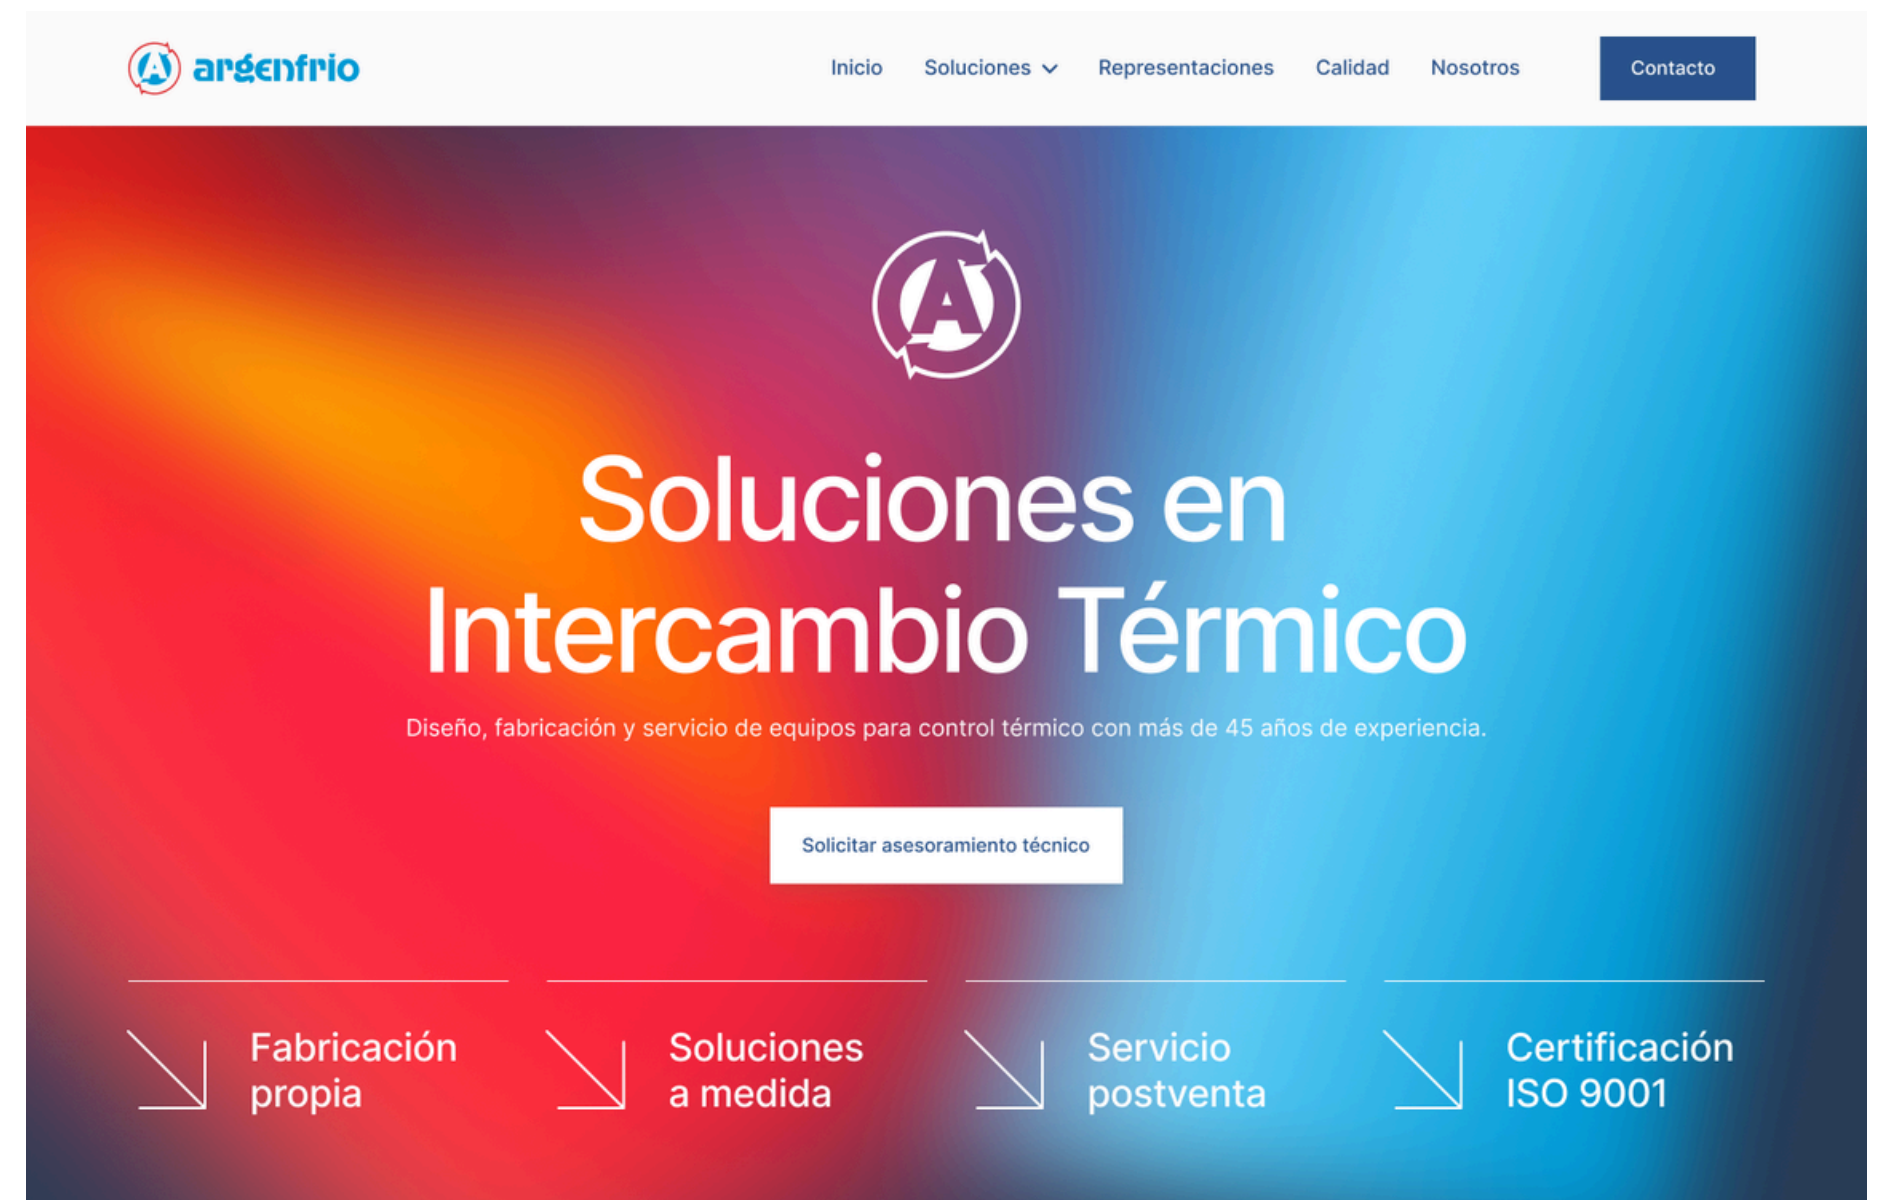 argenfrio
Inicio Soluciones Representaciones Calidad Nosotros Contacto
A
Soluciones en
Intercambio Térmico
Diseño, fabricación y servicio de equipos para control térmico con más de 45 años de experiencia.
Solicitar asesoramiento técnico
Fabricación
propia
Soluciones
a medida
Servicio
postventa
Certificación
ISO 9001